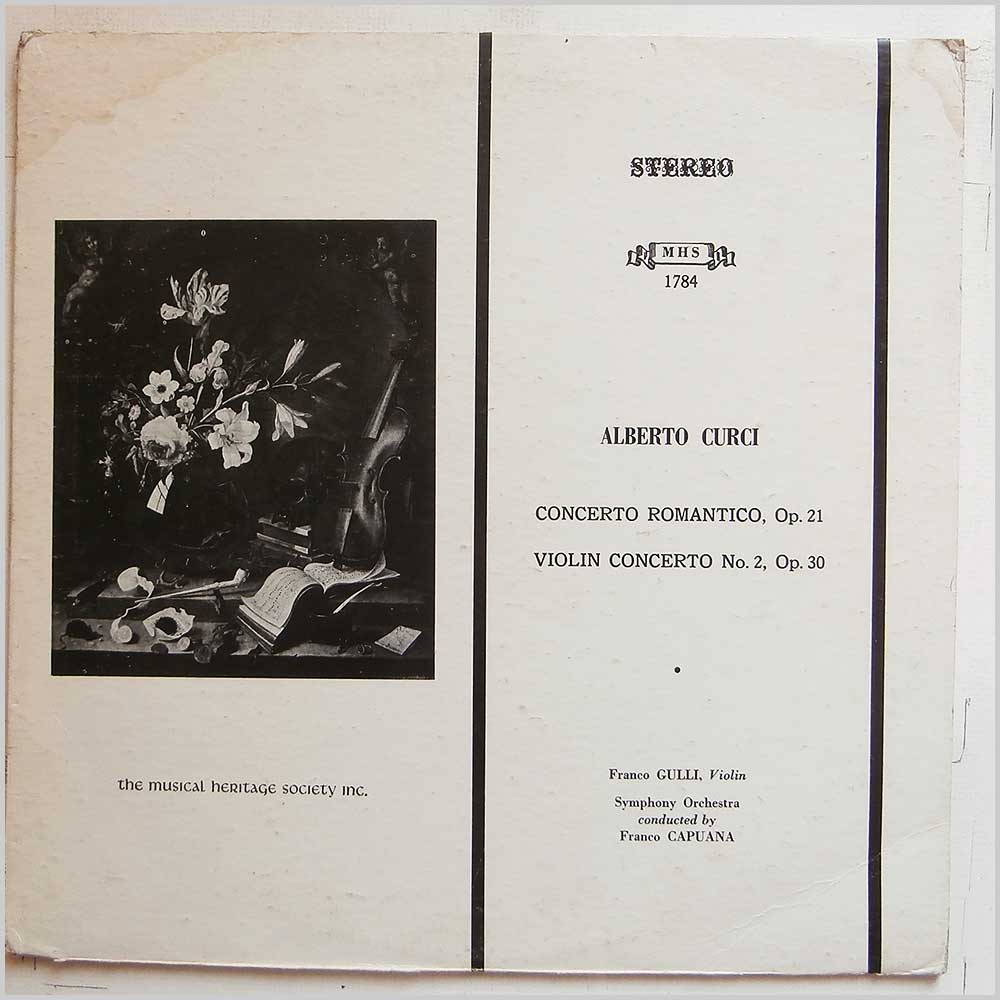 STEREO
MHS
1784
ALBERTO CURCI
CONCERTO ROMANTICO, Op. 21
VIOLIN CONCERTO No. 2, Op. 30
Franco GULLI, Violin
Symphony Orchestra
conducted by
Franco CAPUANA
the musical heritage society inc.